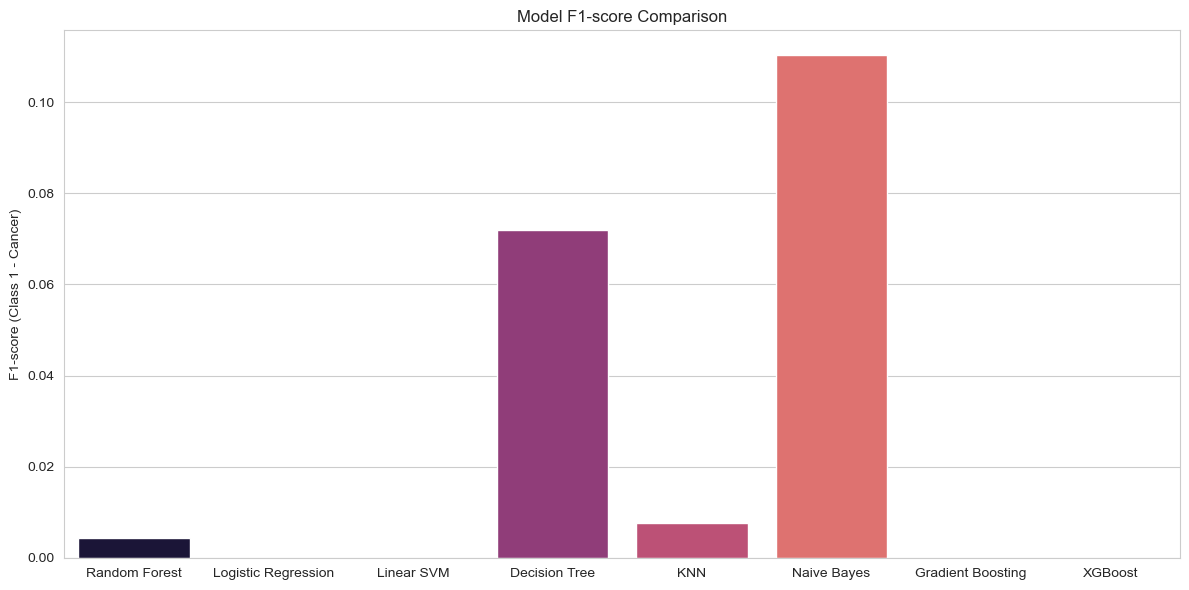 Model F1-score Comparison
F1-score (Class 1 - Cancer)
0.10
0.08
0.06
0.04
0.02
0.00
Random Forest Logistic Regression Linear SVM Decision Tree KNN Naive Bayes Gradient Boosting XGBoost